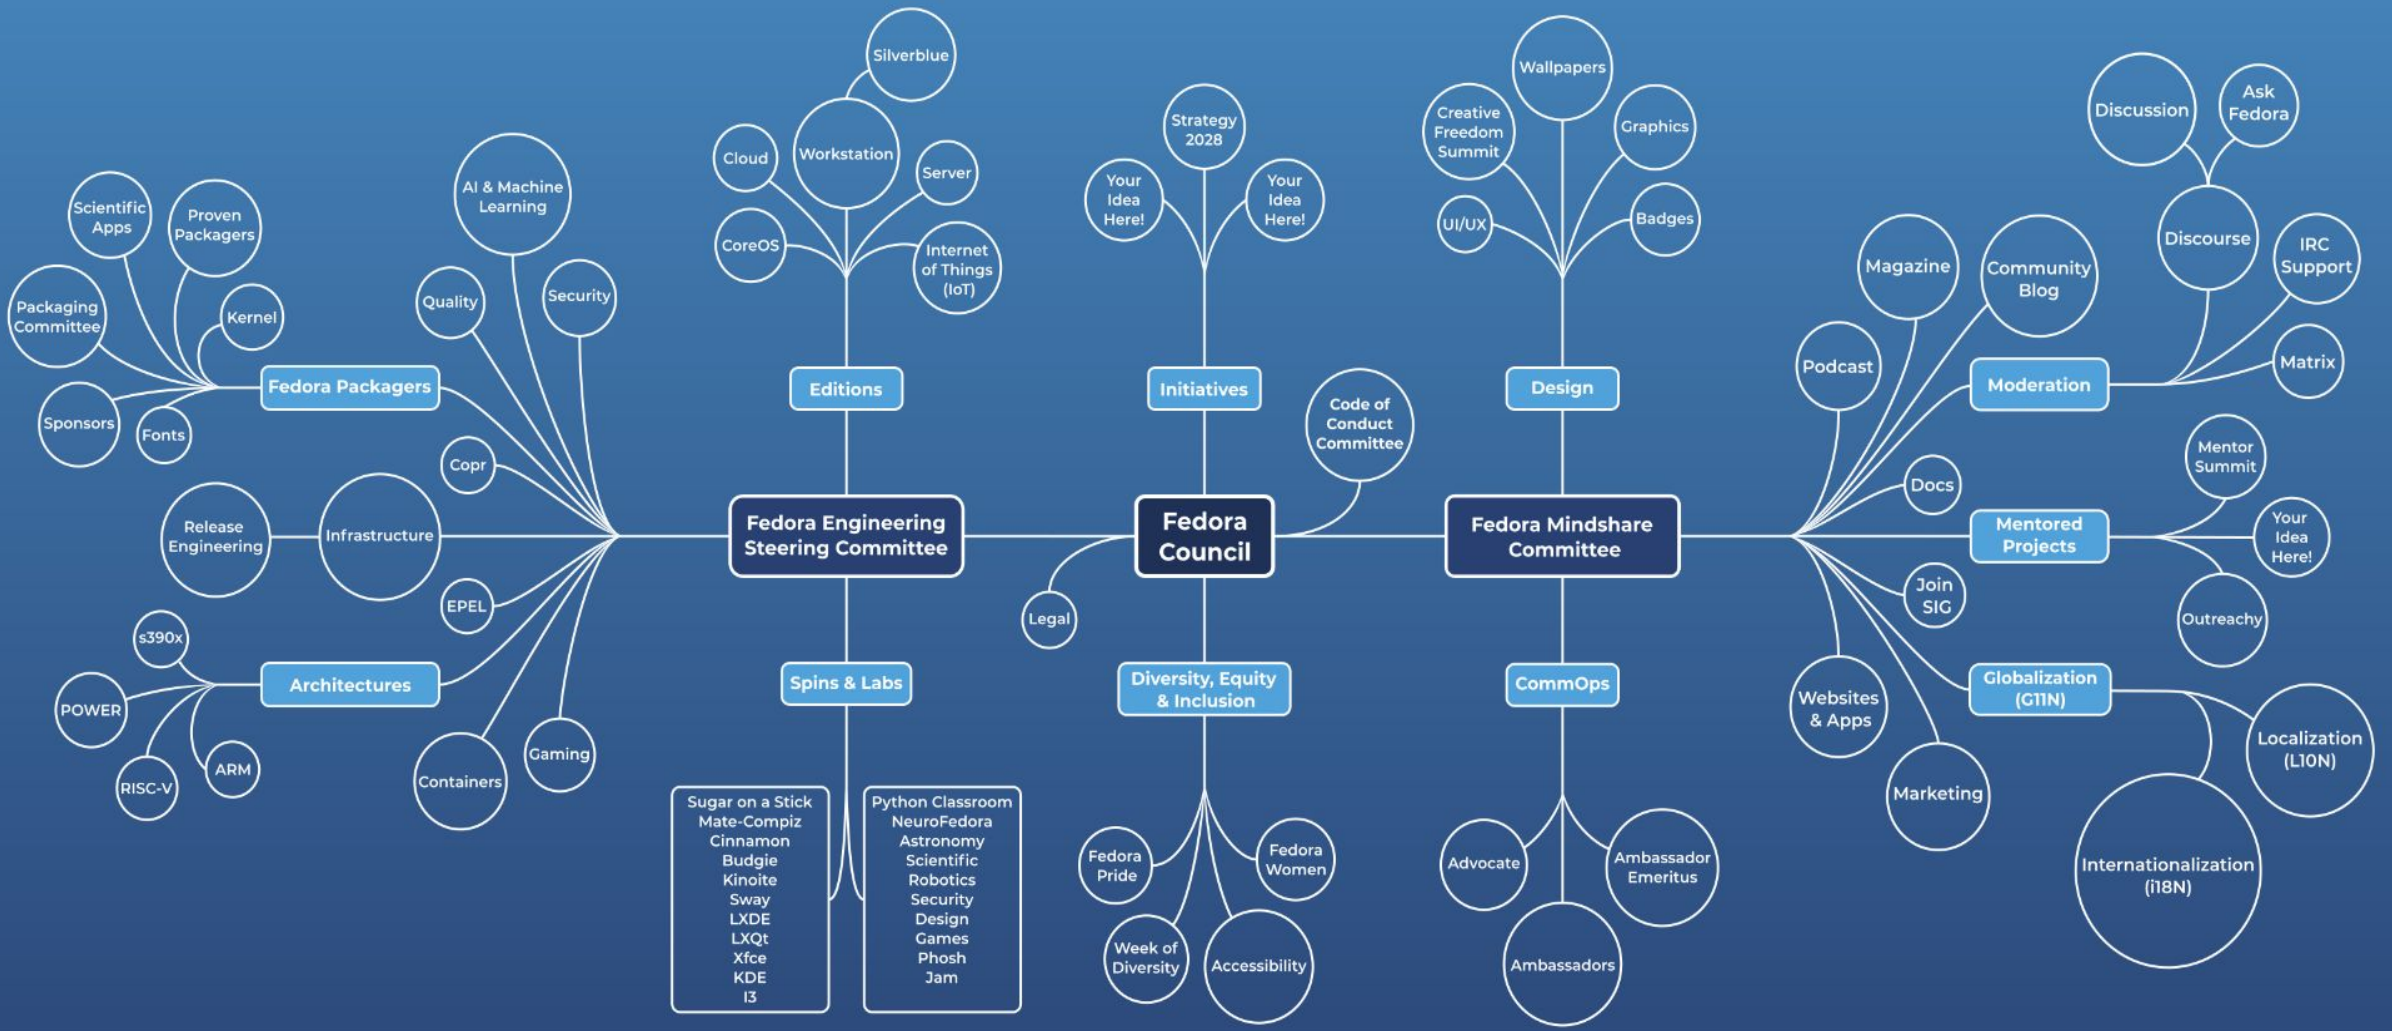 Silverblue
Workstation
Cloud
Server
CoreOS
Internet
of Things
(IoT)
Editions
Strategy
2028
Your
Idea
Here!
Your
Idea
Here!
Initiatives
Wallpapers
Creative
Freedom
Summit
Graphics
UI/UX
Badges
Design
Discussion
Ask
Fedora
Discourse
IRC
Support
Matrix
Moderation
Magazine
Community
Blog
Podcast
Docs
Mentor
Summit
Your
Idea
Here!
Outreachy
Mentored
Projects
Join
SIG
Websites
& Apps
Marketing
Globalization
(G11N)
Localization
(L10N)
Internationalization
(i18N)
Scientific
Apps
Proven
Packagers
Packaging
Committee
Kernel
Sponsors
Fonts
Fedora Packagers
AI & Machine
Learning
Quality
Security
Copr
Release
Engineering
Infrastructure
EPEL
s390x
POWER
RISC-V
ARM
Architectures
Containers
Gaming
Fedora Engineering
Steering Committee
Fedora
Council
Code of
Conduct
Committee
Legal
Fedora Mindshare
Committee
Spins & Labs
Sugar on a Stick
Mate-Compiz
Cinnamon
Budgie
Kinoite
Sway
LXDE
LXQt
Xfce
KDE
I3
Python Classroom
NeuroFedora
Astronomy
Scientific
Robotics
Security
Design
Games
Phosh
Jam
Diversity, Equity
& Inclusion
Fedora
Pride
Week of
Diversity
Accessibility
Fedora
Women
CommOps
Advocate
Ambassadors
Ambassador
Emeritus